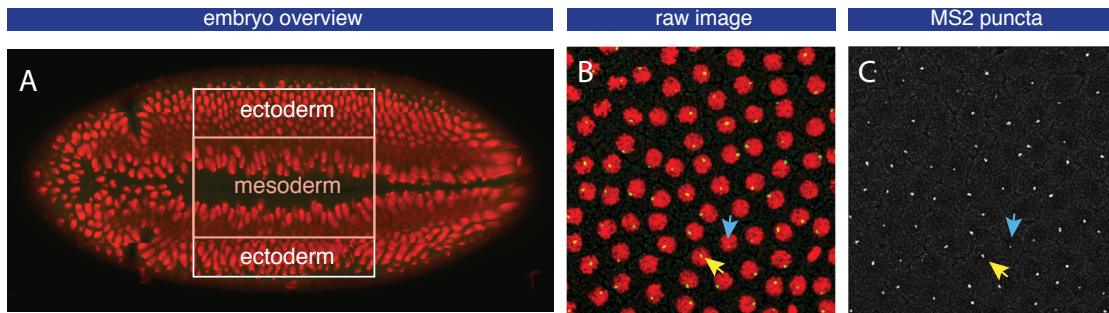 embryo overview
raw image
MS2 puncta
A
B
C
ectoderm
mesoderm
ectoderm